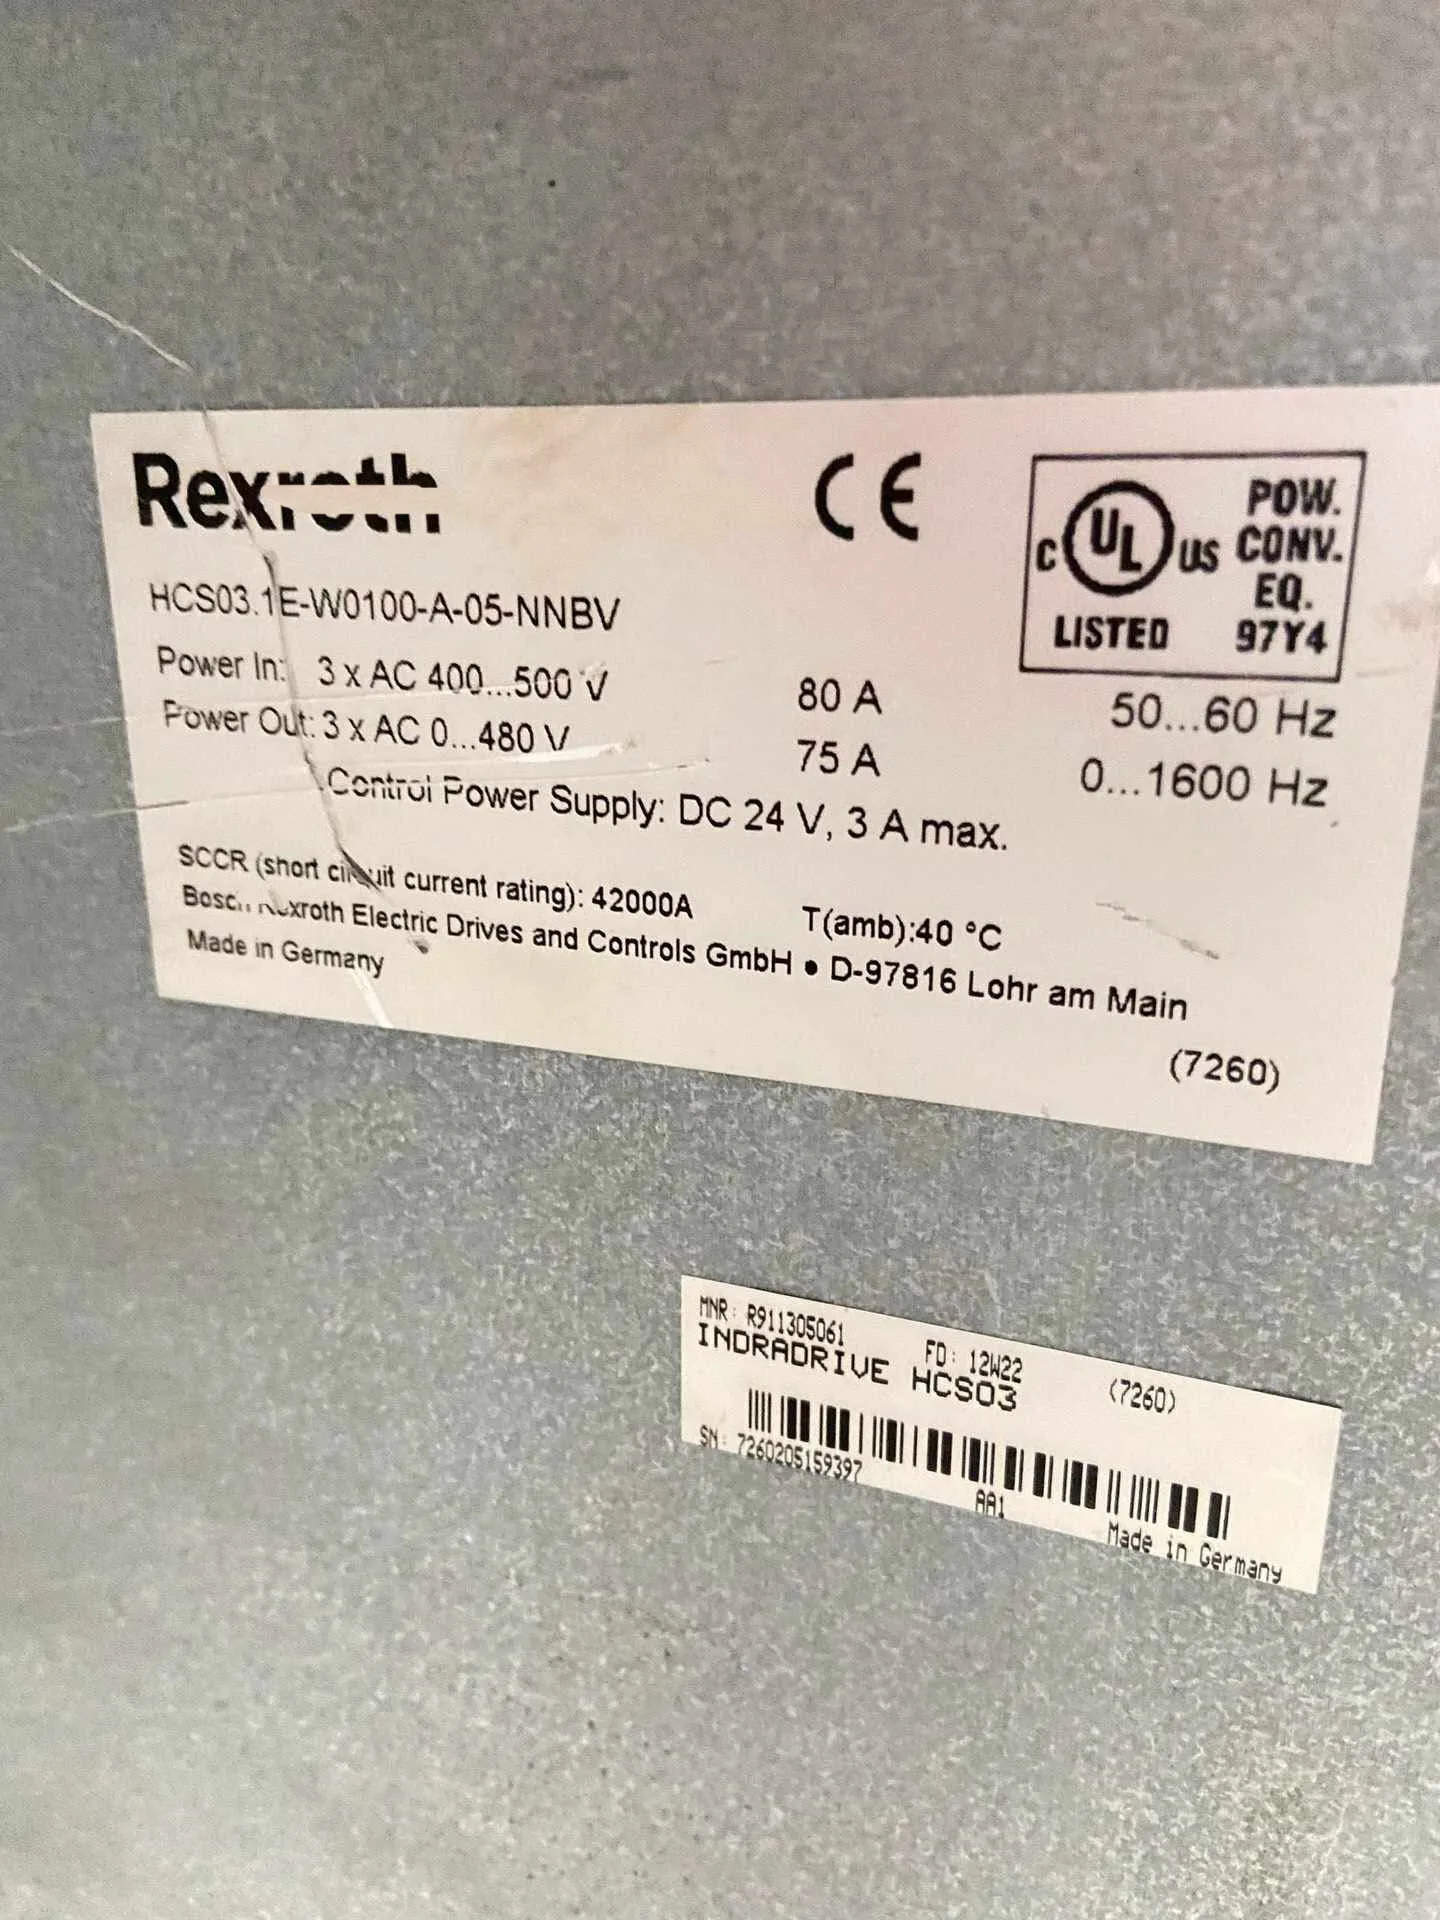 Rexroth
CE
C UL US LISTED
POW.
CONV.
EQ.
97Y4
HCS03.1E-W0100-A-05-NNBV
Power In: 3 x AC 400...500 V 80 A 50...60 Hz
Power Out: 3 x AC 0...480 V 75 A 0...1600 Hz
Control Power Supply: DC 24 V, 3 A max.
SCCR (short circuit current rating): 42000A T(amb):40 °C
Bosch Rexroth Electric Drives and Controls GmbH • D-97816 Lohr am Main
Made in Germany
(7260)
MNR: R911305061 FD: 12W22 (7260)
INDRADRIVE HCS03
SN: 7260205159397 AA1
Made in Germany